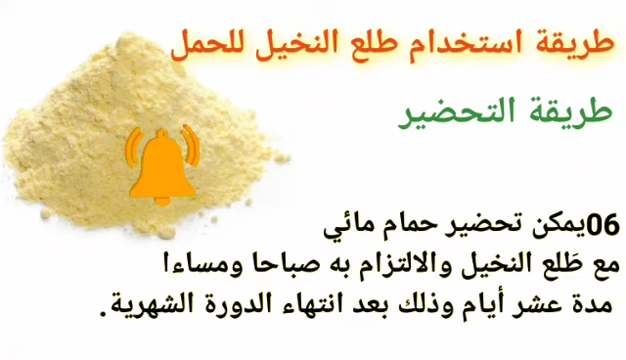 طريقة استخدام طلع النخيل للحمل
طريقة التحضير
06يمكن تحضير حمام مائي
مع طَلع النخيل والالتزام به صباحا ومساءا
مدة عشر أيام وذلك بعد انتهاء الدورة الشهرية.